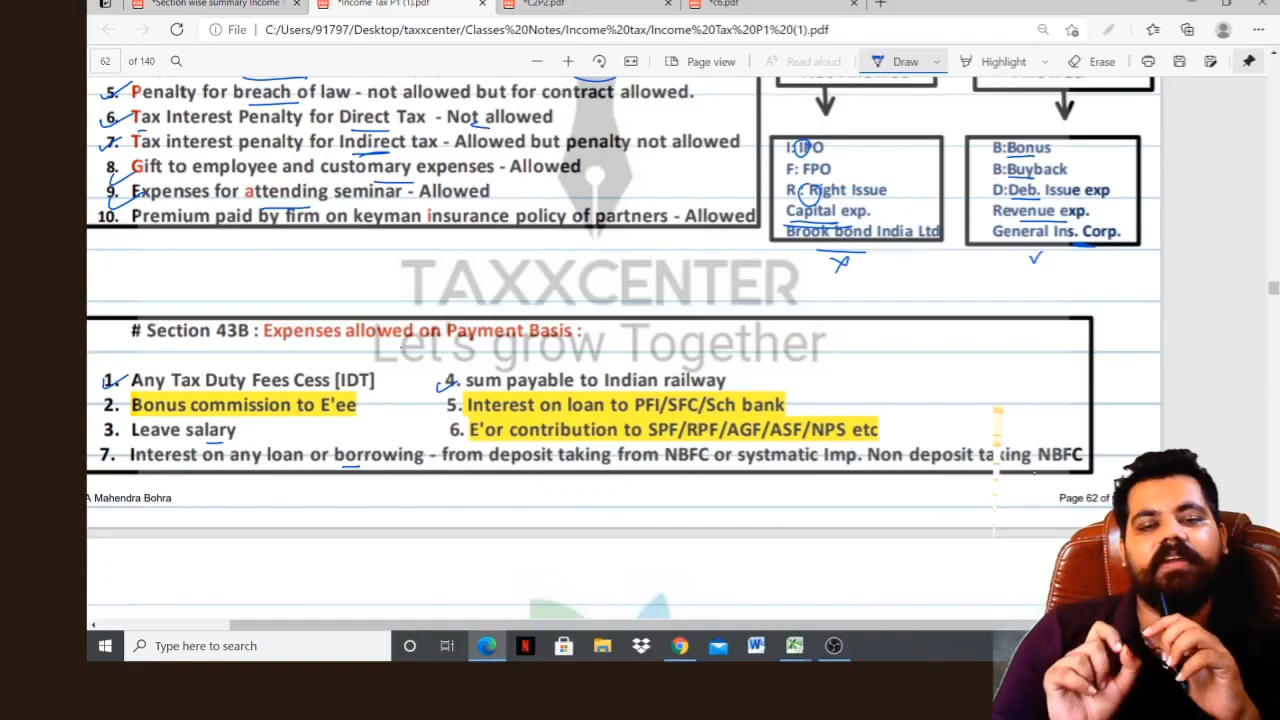 *Section wise summary Income
*Income Tax P1 (1).pdf
*C2P2.pdf
*c6.pdf
File
C:/Users/91797/Desktop/taxxcenter/Classes%20Notes/Income%20tax/Income%20Tax%20P1%20(1).pdf
62 of 140
Page view
Read aloud
Draw
Highlight
Erase
5. Penalty for breach of law - not allowed but for contract allowed.
6. Tax Interest Penalty for Direct Tax - Not allowed
7. Tax interest penalty for Indirect tax - Allowed but penalty not allowed
8. Gift to employee and customary expenses - Allowed
9. Expenses for attending seminar - Allowed
10. Premium paid by firm on keyman insurance policy of partners - Allowed
I: IPO
F: FPO
R : Right Issue
Capital exp.
Brook bond India Ltd
B:Bonus
B:Buyback
D:Deb. Issue exp
Revenue exp.
General Ins. Corp.
TAXXCENTER
Let's grow Together
# Section 43B : Expenses allowed on Payment Basis :
1. Any Tax Duty Fees Cess [IDT]
4. sum payable to Indian railway
2. Bonus commission to E'ee
5. Interest on loan to PFI/SFC/Sch bank
3. Leave salary
6. E'or contribution to SPF/RPF/AGF/ASF/NPS etc
7. Interest on any loan or borrowing - from deposit taking from NBFC or systmatic Imp. Non deposit taking NBFC
A Mahendra Bohra
Page 62 of
Type here to search